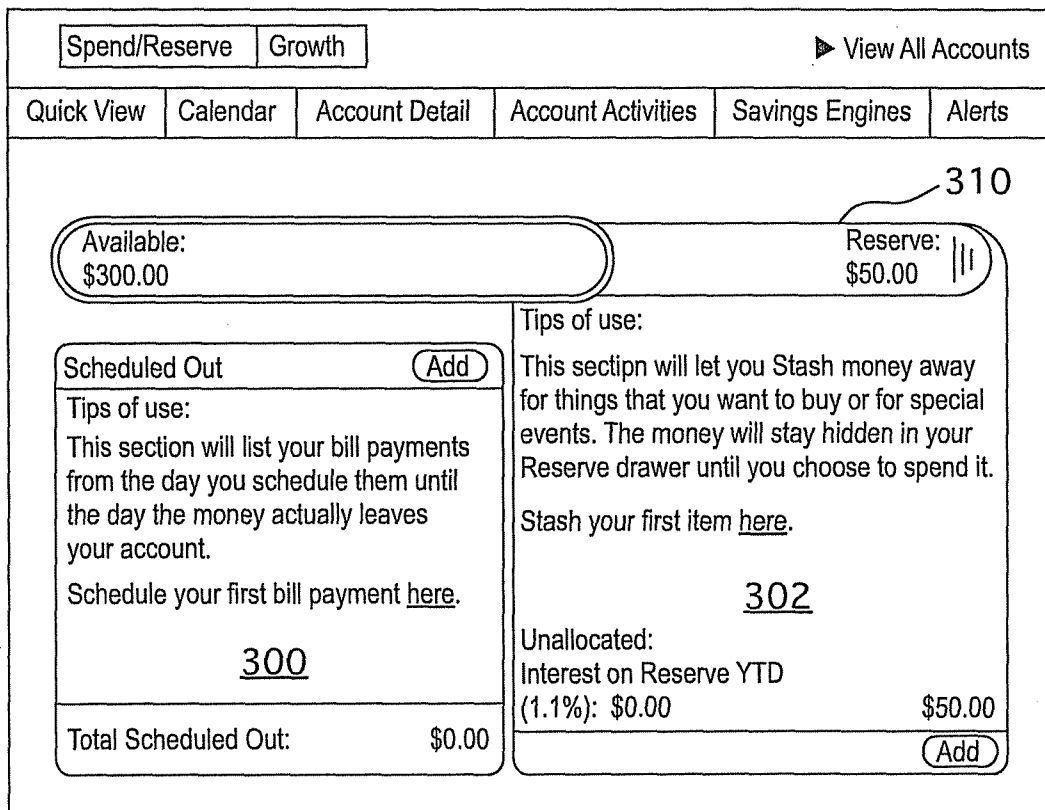 Spend/Reserve Growth ▶ View All Accounts
Quick View Calendar Account Detail Account Activities Savings Engines Alerts
310
Available:
$300.00
Reserve:
$50.00
Scheduled Out Add
Tips of use:
This section will list your bill payments
from the day you schedule them until
the day the money actually leaves
your account.
Schedule your first bill payment here.
300
Total Scheduled Out: $0.00
Tips of use:
This sectipn will let you Stash money away
for things that you want to buy or for special
events. The money will stay hidden in your
Reserve drawer until you choose to spend it.
Stash your first item here.
302
Unallocated:
Interest on Reserve YTD
(1.1%): $0.00 $50.00
Add